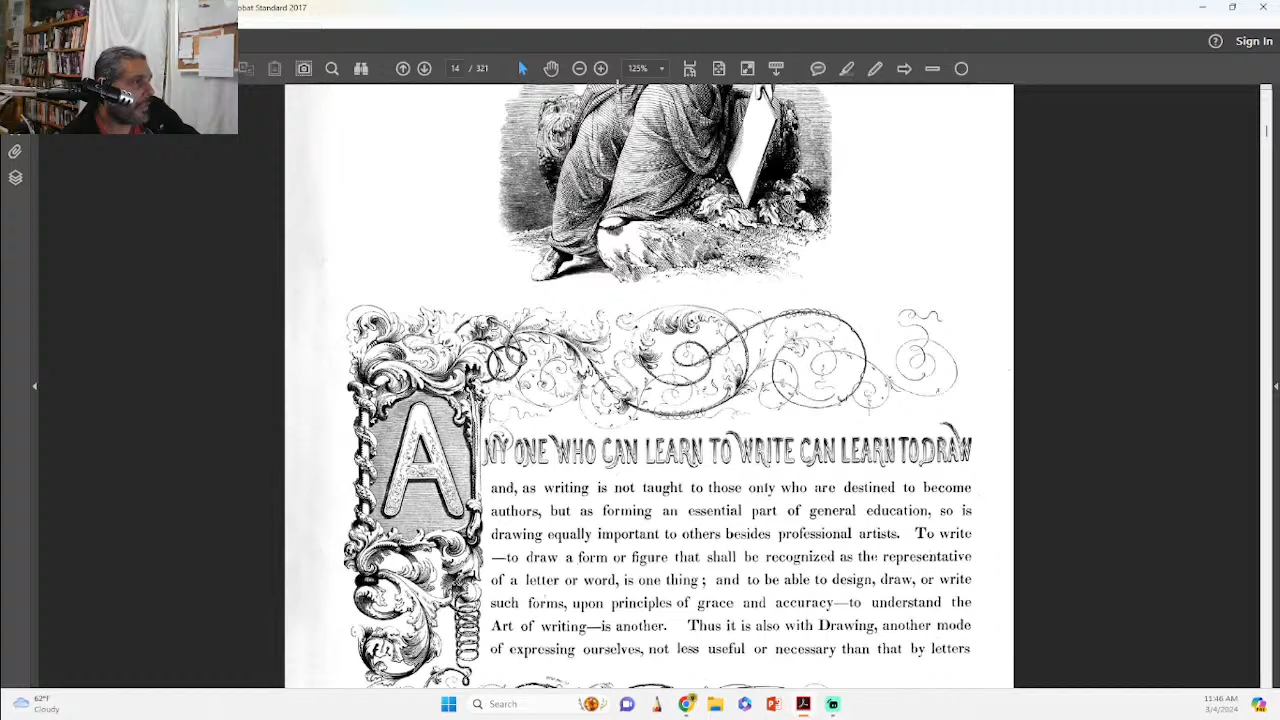 obat Standard 2017
Sign In
14 / 321
125%
ANY ONE WHO CAN LEARN TO WRITE CAN LEARN TO DRAW
and, as writing is not taught to those only who are destined to become
authors, but as forming an essential part of general education, so is
drawing equally important to others besides professional artists. To write
—to draw a form or figure that shall be recognized as the representative
of a letter or word, is one thing ; and to be able to design, draw, or write
such forms, upon principles of grace and accuracy—to understand the
Art of writing—is another. Thus it is also with Drawing, another mode
of expressing ourselves, not less useful or necessary than that by letters
62°F
Cloudy
Search
11:46 AM
3/4/2024